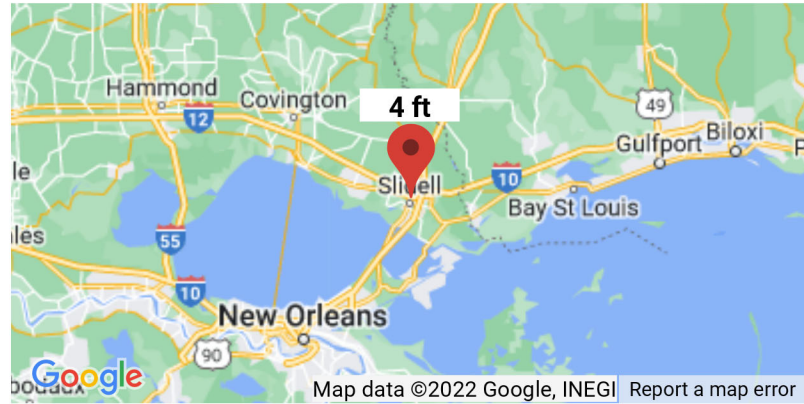 Hammond
Covington
12
4 ft
49
Gulfport
Biloxi
Slidell
10
Bay St Louis
55
10
New Orleans
90
Google
Map data ©2022 Google, INEGI
Report a map error